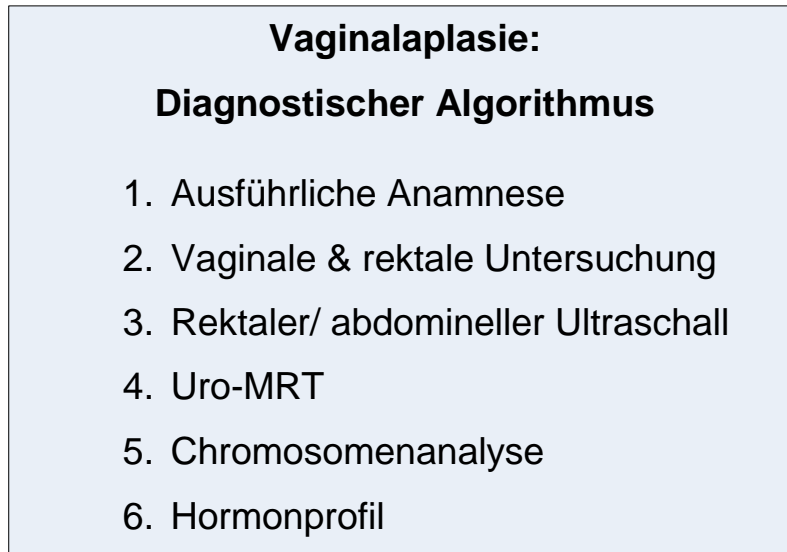 Vaginalaplasie:
Diagnostischer Algorithmus
1. Ausführliche Anamnese
2. Vaginale & rektale Untersuchung
3. Rektaler/ abdomineller Ultraschall
4. Uro-MRT
5. Chromosomenanalyse
6. Hormonprofil